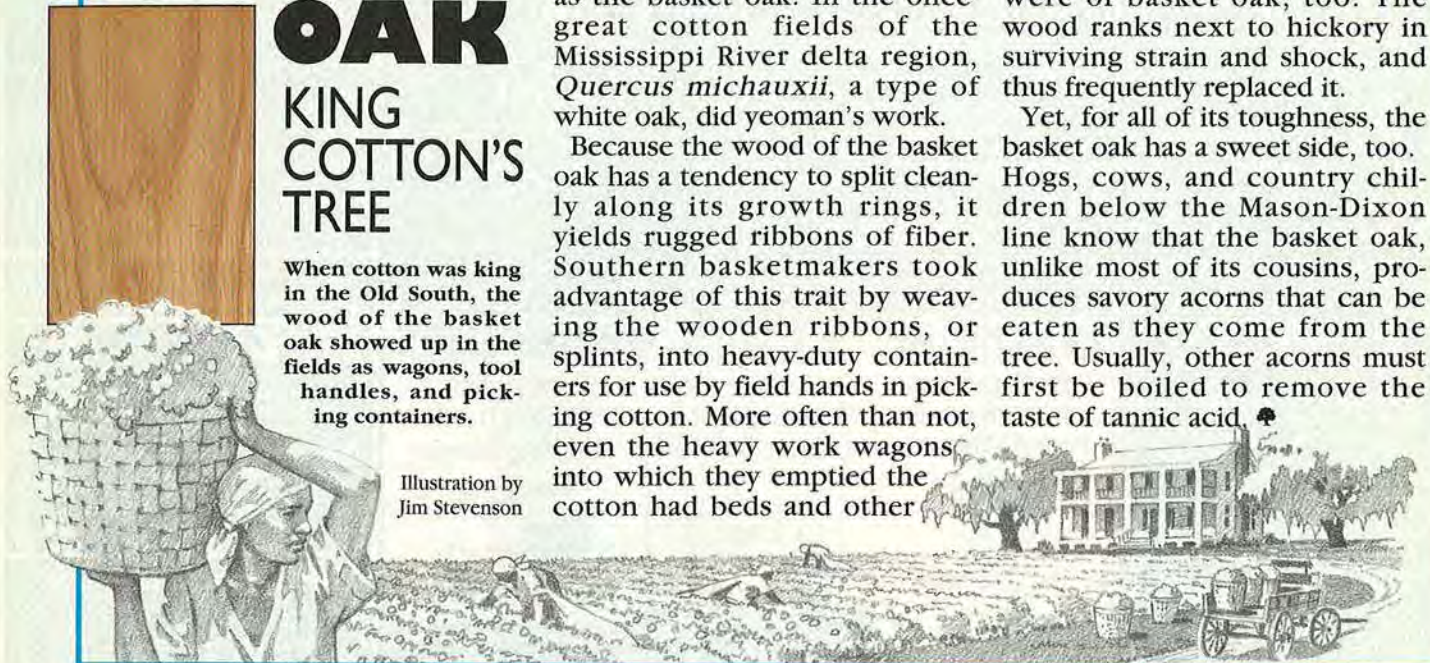 OAK
KING
COTTON'S
TREE
When cotton was king
in the Old South, the
wood of the basket
oak showed up in the
fields as wagons, tool
handles, and pick-
ing containers.
Illustration by
Jim Stevenson
as the basket oak. In the once-
great cotton fields of the
Mississippi River delta region,
Quercus michauxii, a type of
white oak, did yeoman's work.
Because the wood of the basket
oak has a tendency to split clean-
ly along its growth rings, it
yields rugged ribbons of fiber.
Southern basketmakers took
advantage of this trait by weav-
ing the wooden ribbons, or
splints, into heavy-duty contain-
ers for use by field hands in pick-
ing cotton. More often than not,
even the heavy work wagons
into which they emptied the
cotton had beds and other
were of basket oak, too. The
wood ranks next to hickory in
surviving strain and shock, and
thus frequently replaced it.
Yet, for all of its toughness, the
basket oak has a sweet side, too.
Hogs, cows, and country chil-
dren below the Mason-Dixon
line know that the basket oak,
unlike most of its cousins, pro-
duces savory acorns that can be
eaten as they come from the
tree. Usually, other acorns must
first be boiled to remove the
taste of tannic acid.